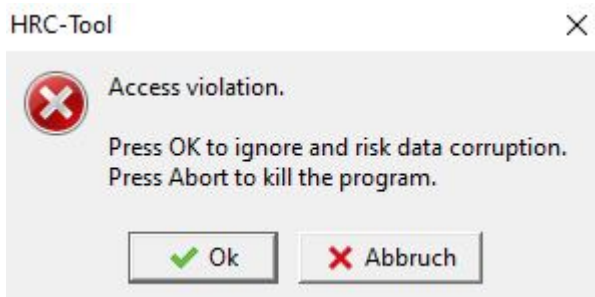 HRC-Tool
Access violation.
Press OK to ignore and risk data corruption.
Press Abort to kill the program.
Ok
Abbruch